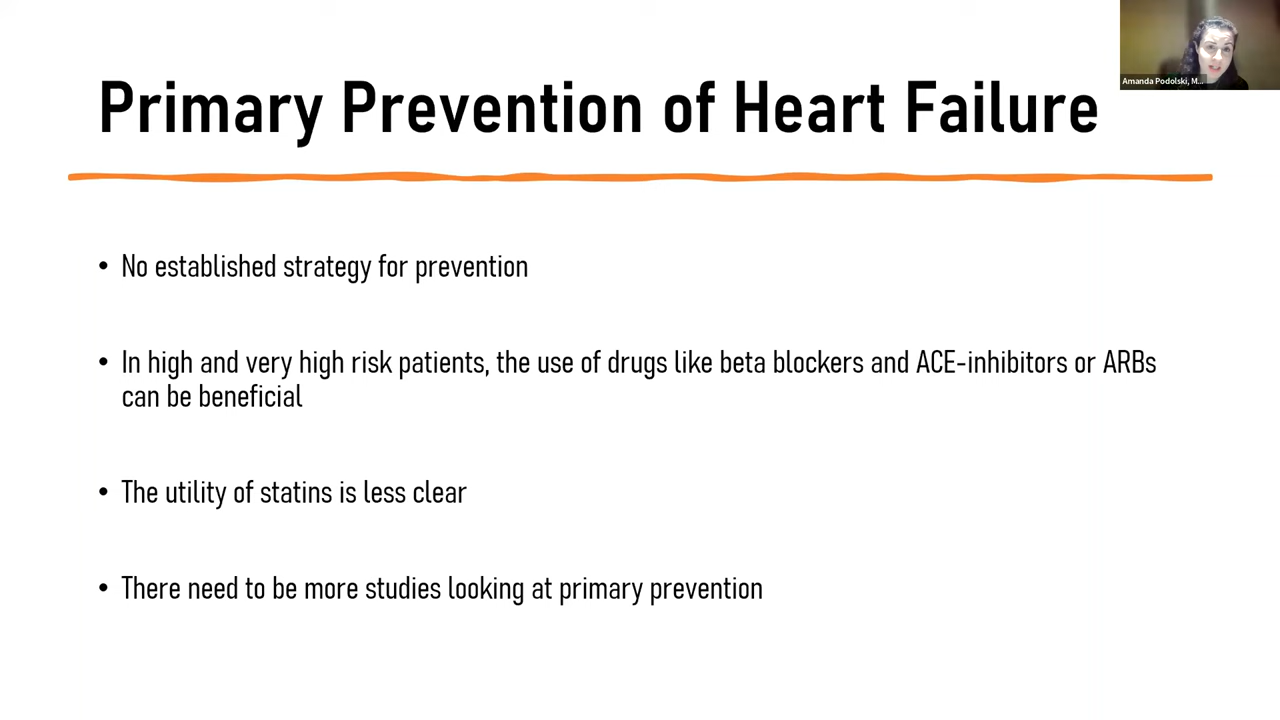 Amanda Podolski, M...
Primary Prevention of Heart Failure
• No established strategy for prevention
• In high and very high risk patients, the use of drugs like beta blockers and ACE-inhibitors or ARBs
can be beneficial
• The utility of statins is less clear
• There need to be more studies looking at primary prevention